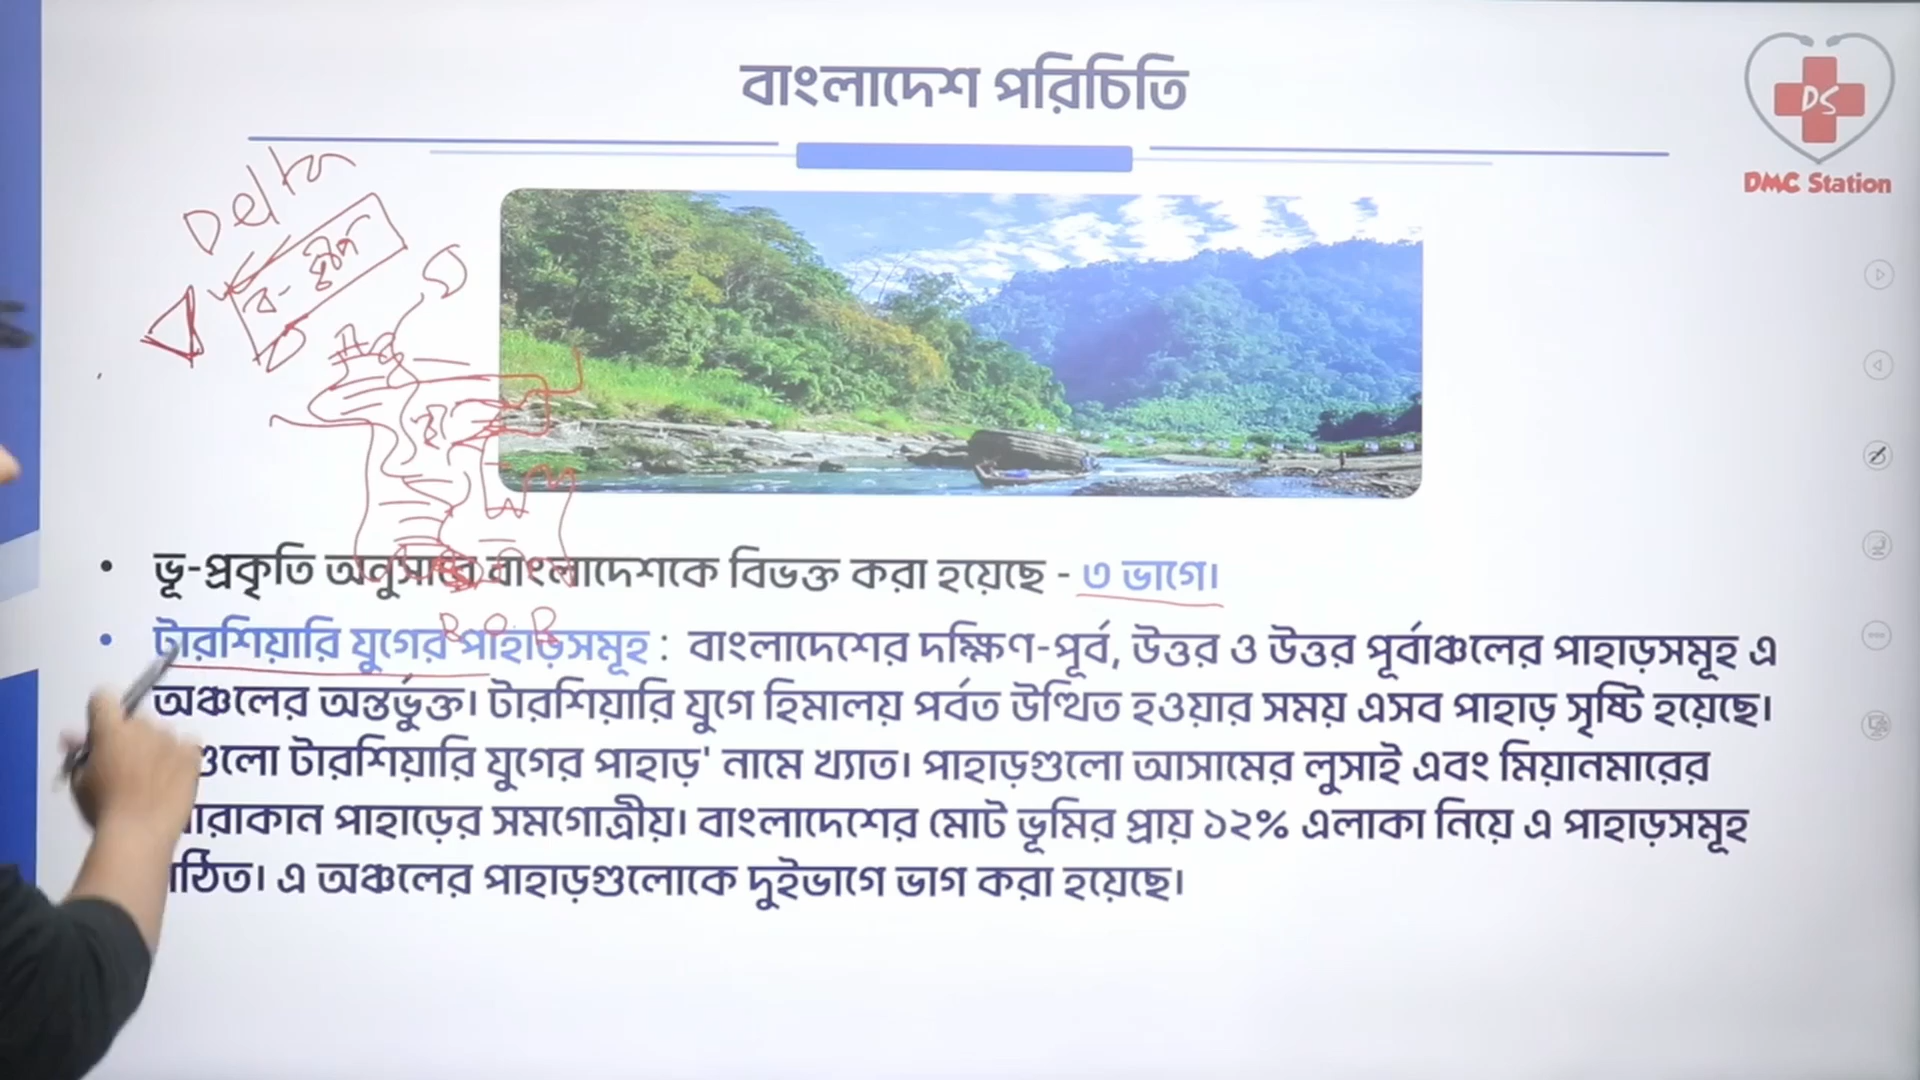 বাংলাদেশ পরিচিতি
DS
DMC Station
Delta
ব-দ্বীপ
• ভূ-প্রকৃতি অনুসারে বাংলাদেশকে বিভক্ত করা হয়েছে - ৩ ভাগে।
B O B
• টারশিয়ারি যুগের পাহাড়সমূহ : বাংলাদেশের দক্ষিণ-পূর্ব, উত্তর ও উত্তর পূর্বাঞ্চলের পাহাড়সমূহ এ
অঞ্চলের অন্তর্ভুক্ত। টারশিয়ারি যুগে হিমালয় পর্বত উত্থিত হওয়ার সময় এসব পাহাড় সৃষ্টি হয়েছে।
টারশিয়ারি যুগের পাহাড়' নামে খ্যাত। পাহাড়গুলো আসামের লুসাই এবং মিয়ানমারের
পাহাড়ের সমগোত্রীয়। বাংলাদেশের মোট ভূমির প্রায় ১২% এলাকা নিয়ে এ পাহাড়সমূহ
এ অঞ্চলের পাহাড়গুলোকে দুইভাগে ভাগ করা হয়েছে।